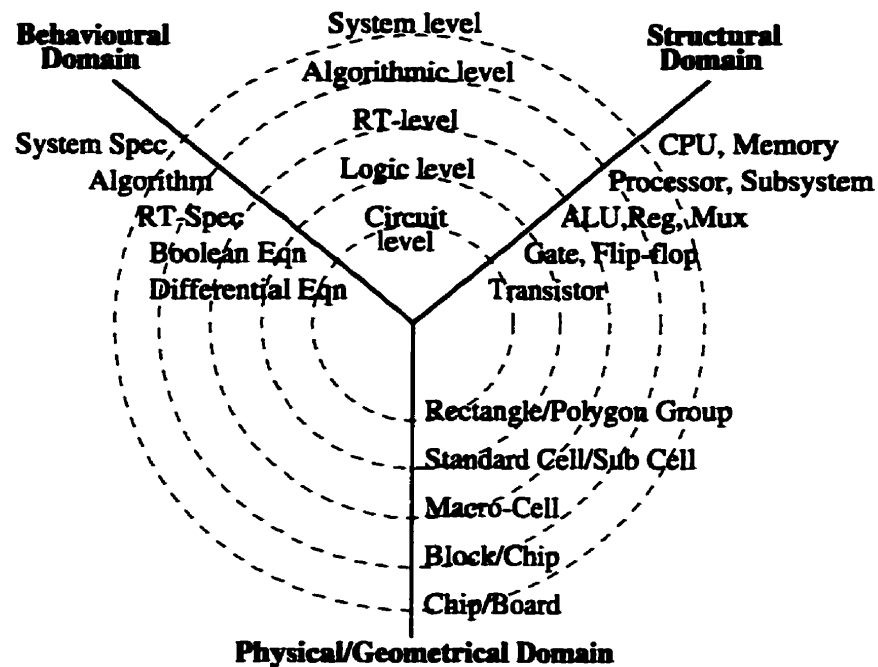 System level
Behavioural
Domain
Structural
Domain
Algorithmic level
RT-level
System Spec
CPU, Memory
Logic level
Algorithm
Processor, Subsystem
RT-Spec
Circuit
level
ALU,Reg, Mux
Boolean Eqn
Gate, Flip-flop
Differential Eqn
Transistor
Rectangle/Polygon Group
Standard Cell/Sub Cell
Macro-Cell
Block/Chip
Chip/Board
Physical/Geometrical Domain